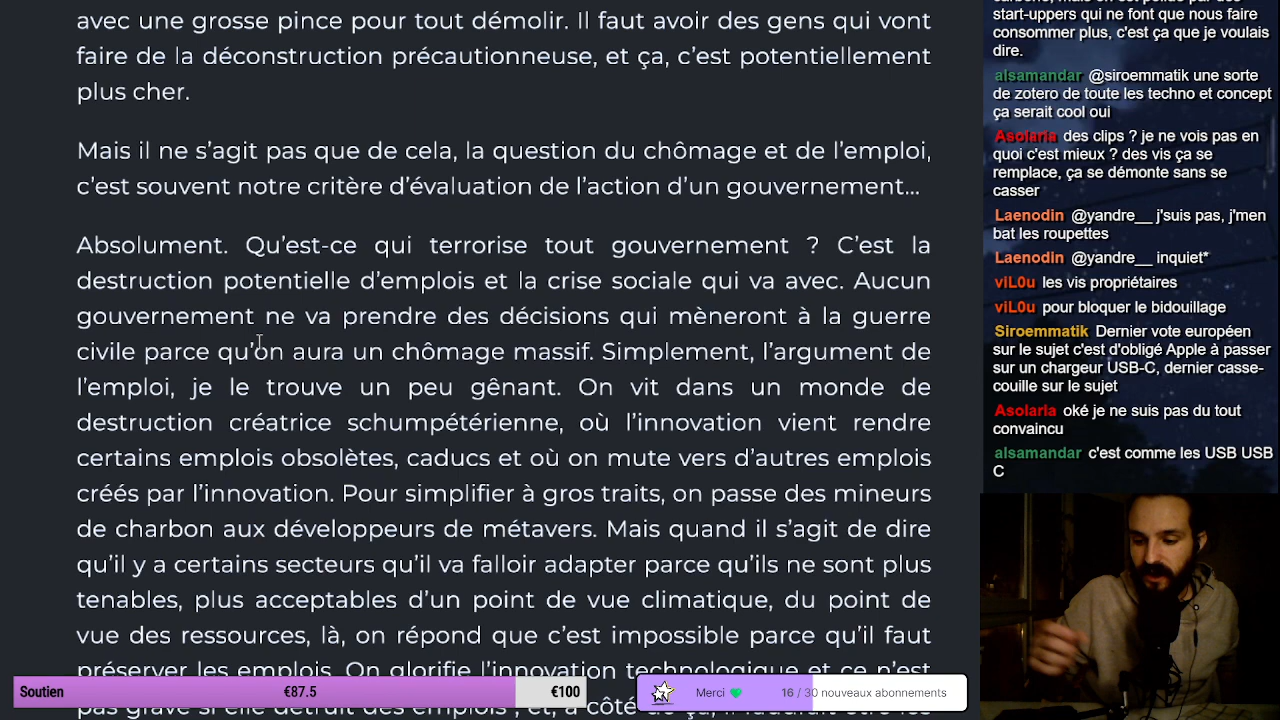 avec une grosse pince pour tout démolir. Il faut avoir des gens qui vont
faire de la déconstruction précautionneuse, et ça, c’est potentiellement
plus cher.
Mais il ne s’agit pas que de cela, la question du chômage et de l’emploi,
c’est souvent notre critère d’évaluation de l’action d’un gouvernement…
Absolument. Qu’est-ce qui terrorise tout gouvernement ? C’est la
destruction potentielle d’emplois et la crise sociale qui va avec. Aucun
gouvernement ne va prendre des décisions qui mèneront à la guerre
civile parce qu’on aura un chômage massif. Simplement, l’argument de
l’emploi, je le trouve un peu gênant. On vit dans un monde de
destruction créatrice schumpétérienne, où l’innovation vient rendre
certains emplois obsolètes, caducs et où on mute vers d’autres emplois
créés par l’innovation. Pour simplifier à gros traits, on passe des mineurs
de charbon aux développeurs de métavers. Mais quand il s’agit de dire
qu’il y a certains secteurs qu’il va falloir adapter parce qu’ils ne sont plus
tenables, plus acceptables d’un point de vue climatique, du point de
vue des ressources, là, on répond que c’est impossible parce qu’il faut
préserver les emplois. On glorifie l’innovation technologique et ce n’est
start-uppers qui ne font que nous faire
consommer plus, c'est ça que je voulais
dire.
alsamandar @siroemmatik une sorte
de zotero de toute les techno et concept
ça serait cool oui
Asolaria des clips ? je ne vois pas en
quoi c'est mieux ? des vis ça se
remplace, ça se démonte sans se
casser
Laenodin @yandre__ j'suis pas, j'men
bat les roupettes
Laenodin @yandre__ inquiet*
viL0u les vis propriétaires
viL0u pour bloquer le bidouillage
Siroemmatik Dernier vote européen
sur le sujet c'est d'obligé Apple à passer
sur un chargeur USB-C, dernier casse-
couille sur le sujet
Asolaria oké je ne suis pas du tout
convaincu
alsamandar c'est comme les USB USB
C
Soutien €87.5 €100
Merci 16 / 30 nouveaux abonnements